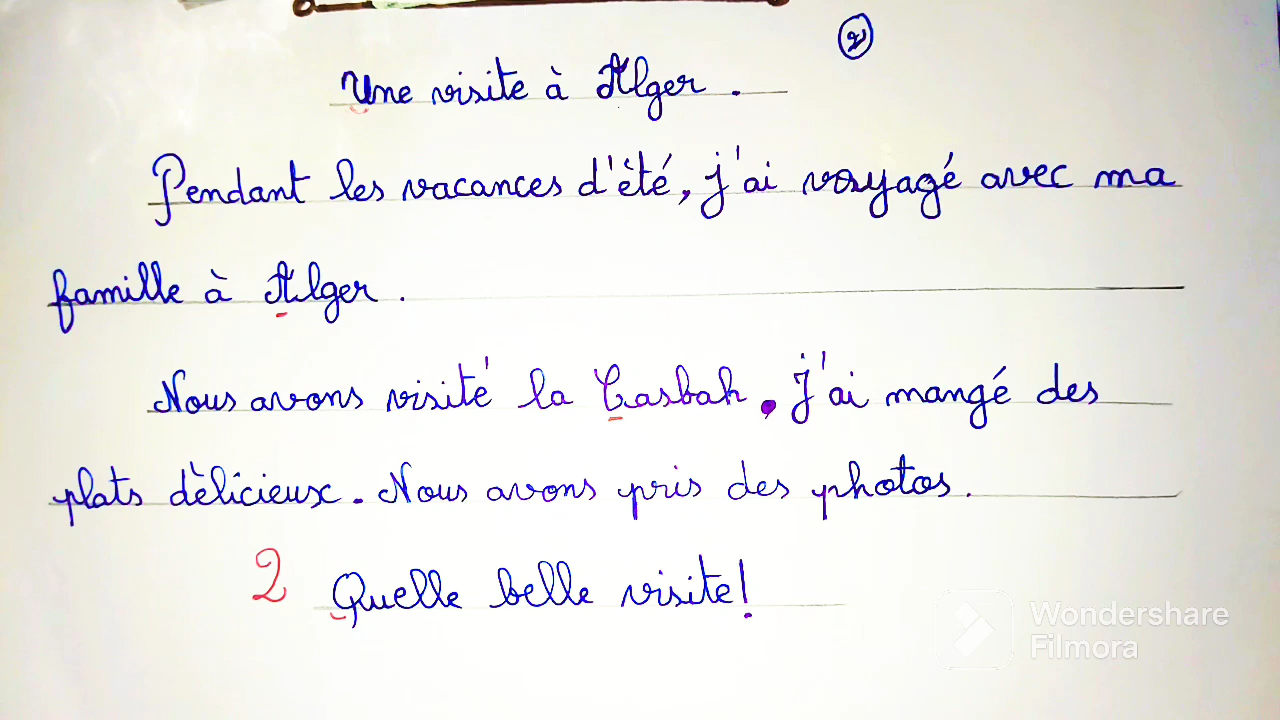 2
Une visite à Alger.
Pendant les vacances d'été, j'ai voyagé avec ma
famille à Alger.
Nous avons visité la Casbah. J'ai mangé des
plats dèlicieux. Nous avons pris des photos.
2 Quelle belle visite!
Wondershare
Filmora